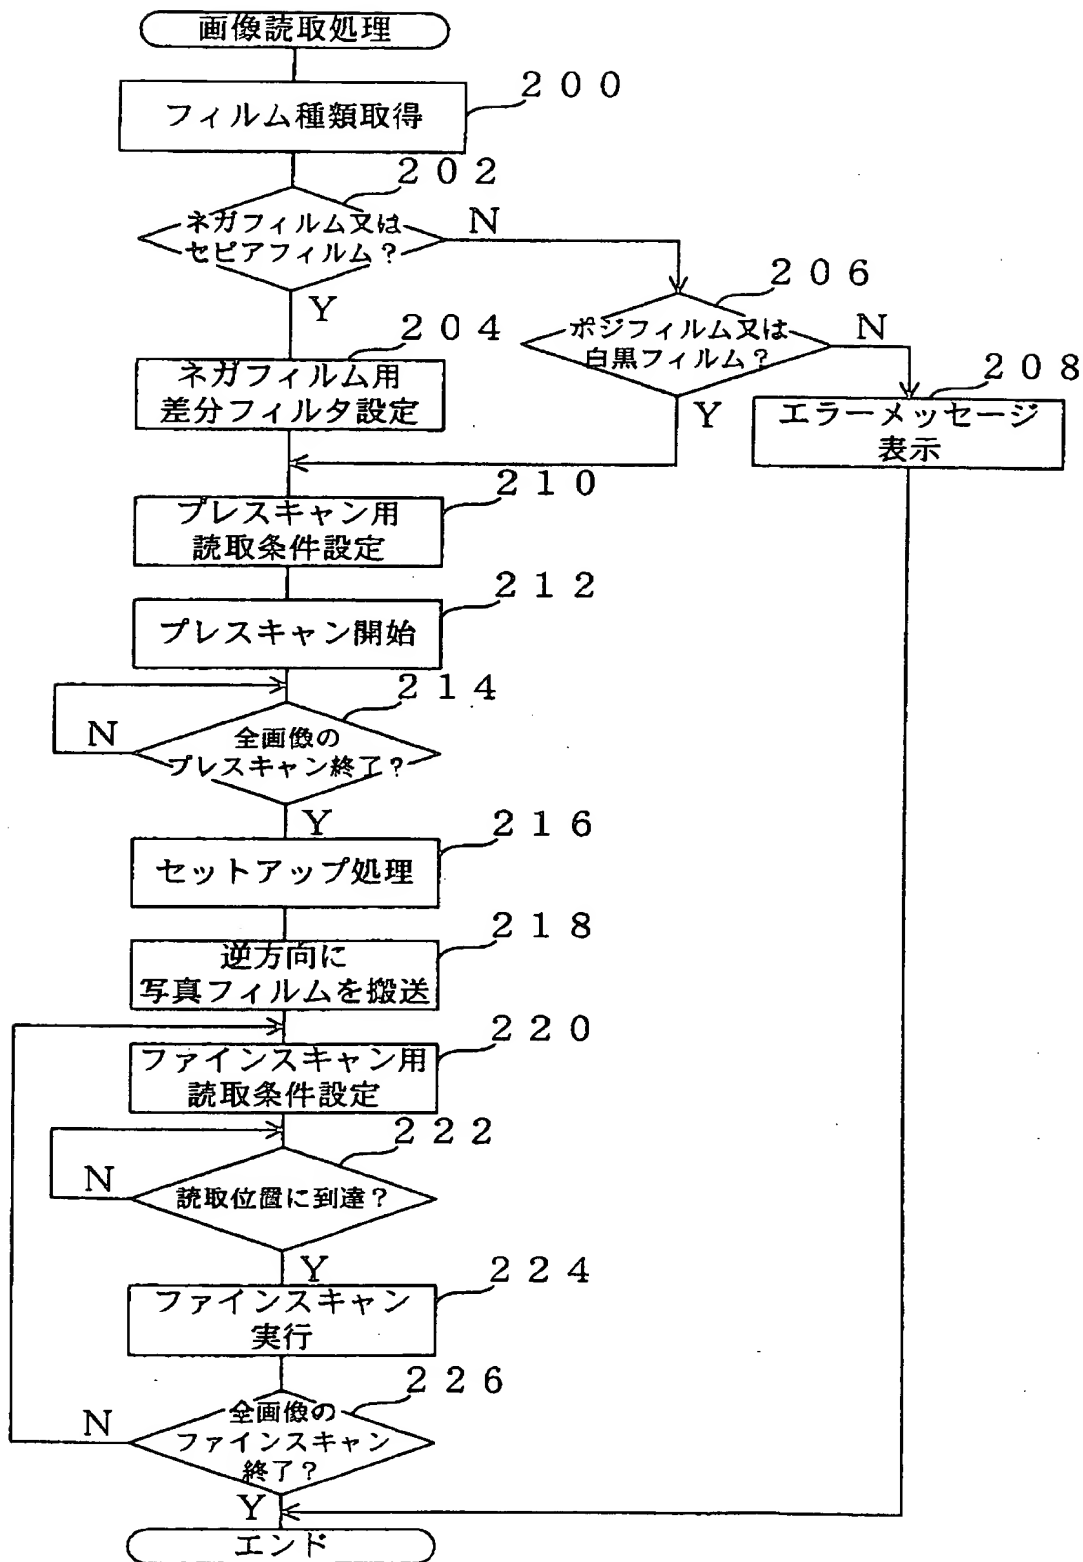 画像読取処理
200
フィルム種類取得
202
ネガフィルム又は
セピアフィルム?
N
Y
204
ネガフィルム用
差分フィルタ設定
206
ポジフィルム又は
白黒フィルム?
N
Y
208
エラーメッセージ
表示
210
プレスキャン用
読取条件設定
212
プレスキャン開始
214
全画像の
プレスキャン終了?
N
Y
216
セットアップ処理
218
逆方向に
写真フィルムを搬送
220
ファインスキャン用
読取条件設定
222
読取位置に到達?
N
Y
224
ファインスキャン
実行
226
全画像の
ファインスキャン
終了?
N
Y
エンド